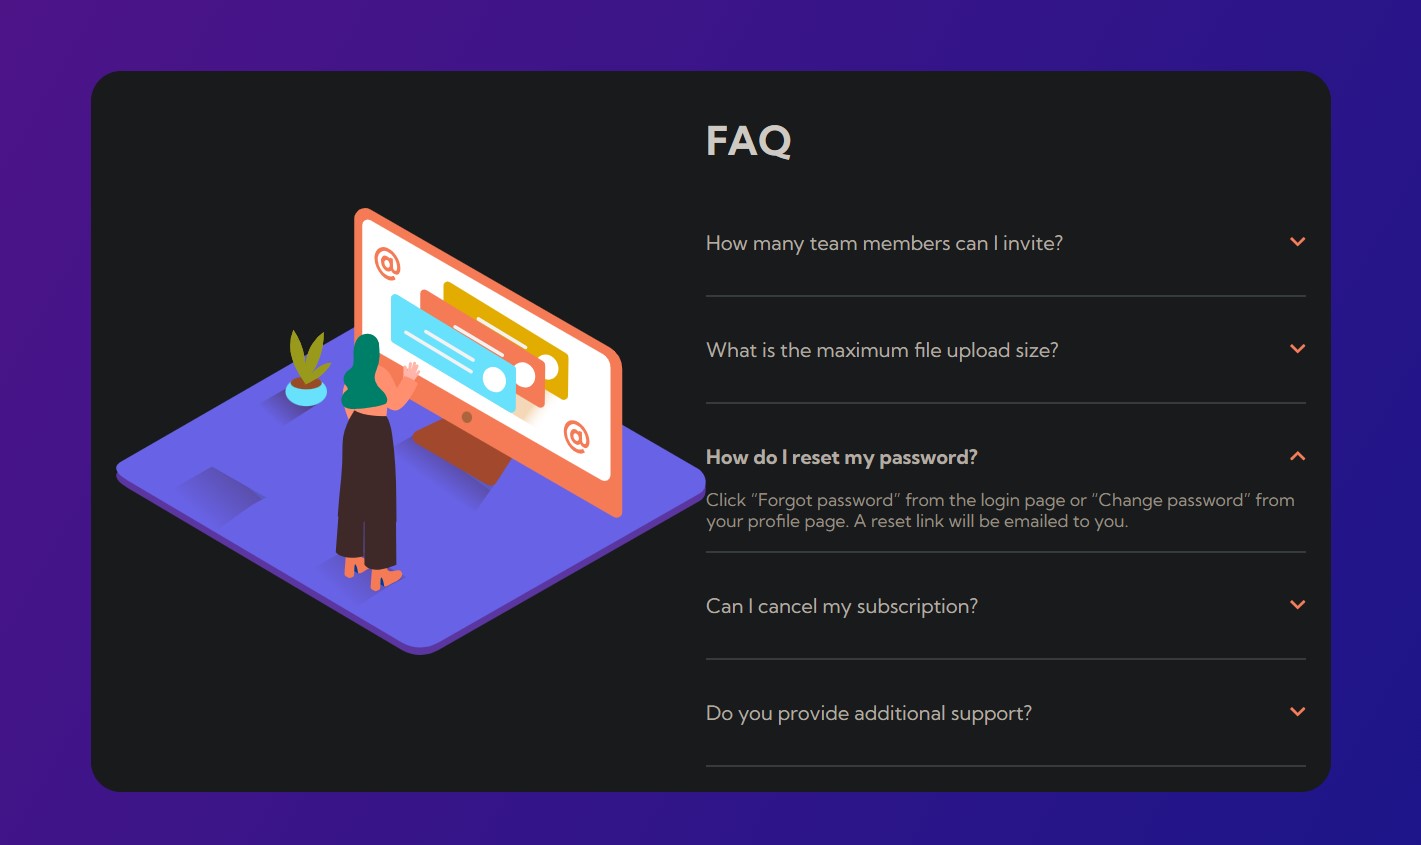 FAQ
How many team members can I invite?
What is the maximum file upload size?
How do I reset my password?
Click “Forgot password” from the login page or “Change password” from
your profile page. A reset link will be emailed to you.
Can I cancel my subscription?
Do you provide additional support?
@
@